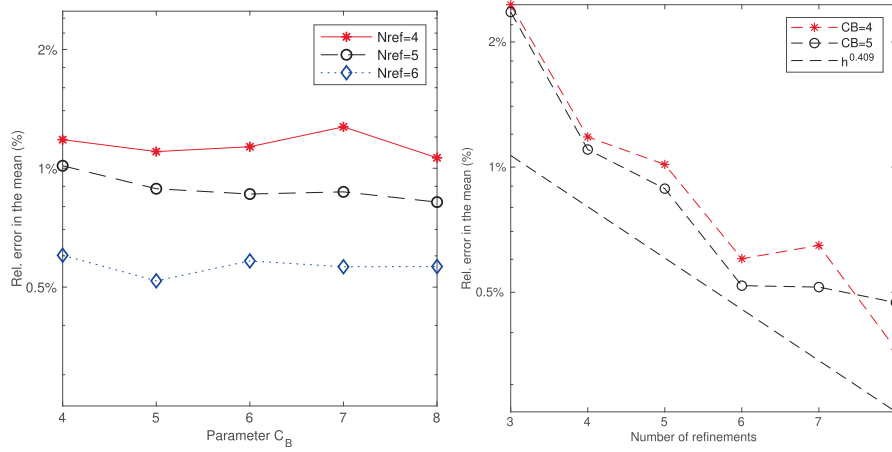 Nref=4
Nref=5
Nref=6
2%
1%
0.5%
Rel. error in the mean (%)
4 5 6 7 8
Parameter C_B
CB=4
CB=5
h^0.409
2%
1%
0.5%
Rel. error in the mean (%)
3 4 5 6 7
Number of refinements